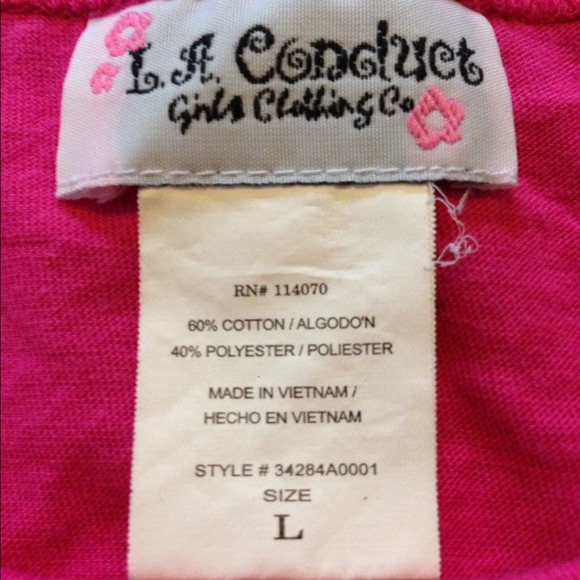 L.A. Conduct
Girls Clothing Co
RN# 114070
60% COTTON / ALGODO'N
40% POLYESTER / POLIESTER
MADE IN VIETNAM /
HECHO EN VIETNAM
STYLE # 34284A0001
SIZE
L